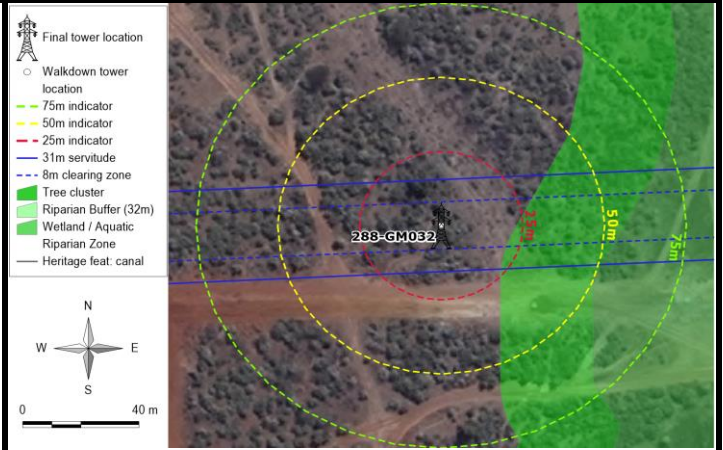 Final tower location
Walkdown tower
location
75m indicator
50m indicator
25m indicator
31m servitude
8m clearing zone
Tree cluster
Riparian Buffer (32m)
Wetland / Aquatic
Riparian Zone
Heritage feat: canal
N
W E
S
0 40 m
288-GM032
25m
50m
75m